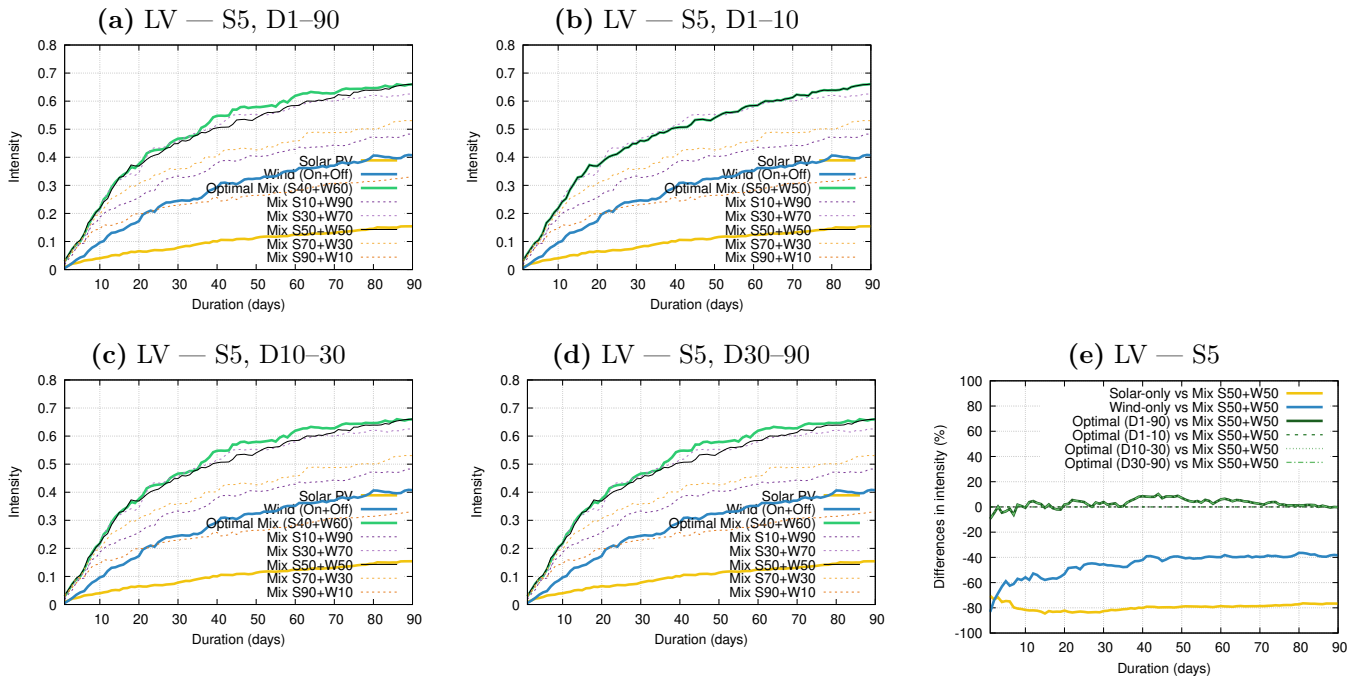 (a) LV — S5, D1–90
0.8
0.7
0.6
0.5
0.4
0.3
0.2
0.1
0
Intensity
Solar PV
Wind (On+Off)
Optimal Mix (S40+W60)
Mix S10+W90
Mix S30+W70
Mix S50+W50
Mix S70+W30
Mix S90+W10
10 20 30 40 50 60 70 80 90
Duration (days)
(b) LV — S5, D1–10
0.8
0.7
0.6
0.5
0.4
0.3
0.2
0.1
0
Intensity
Solar PV
Wind (On+Off)
Optimal Mix (S50+W50)
Mix S10+W90
Mix S30+W70
Mix S50+W50
Mix S70+W30
Mix S90+W10
10 20 30 40 50 60 70 80 90
Duration (days)
(c) LV — S5, D10–30
0.8
0.7
0.6
0.5
0.4
0.3
0.2
0.1
0
Intensity
Solar PV
Wind (On+Off)
Optimal Mix (S40+W60)
Mix S10+W90
Mix S30+W70
Mix S50+W50
Mix S70+W30
Mix S90+W10
10 20 30 40 50 60 70 80 90
Duration (days)
(d) LV — S5, D30–90
0.8
0.7
0.6
0.5
0.4
0.3
0.2
0.1
0
Intensity
Solar PV
Wind (On+Off)
Optimal Mix (S40+W60)
Mix S10+W90
Mix S30+W70
Mix S50+W50
Mix S70+W30
Mix S90+W10
10 20 30 40 50 60 70 80 90
Duration (days)
(e) LV — S5
100
80
60
40
20
0
-20
-40
-60
-80
-100
Differences in intensity (%)
Solar-only vs Mix S50+W50
Wind-only vs Mix S50+W50
Optimal (D1-90) vs Mix S50+W50
Optimal (D1-10) vs Mix S50+W50
Optimal (D10-30) vs Mix S50+W50
Optimal (D30-90) vs Mix S50+W50
10 20 30 40 50 60 70 80 90
Duration (days)